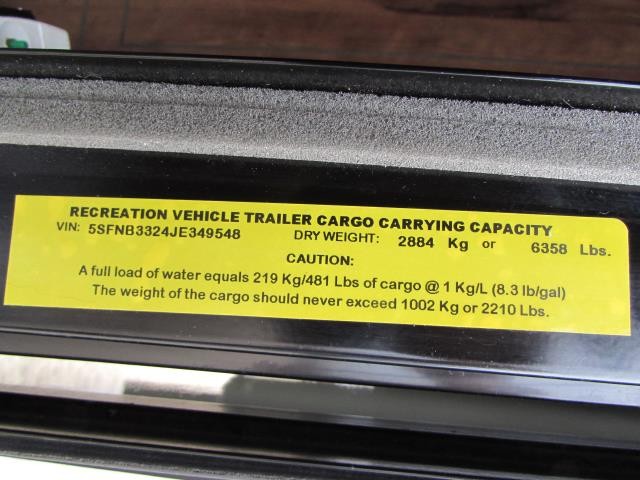 RECREATION VEHICLE TRAILER CARGO CARRYING CAPACITY
VIN: 5SFNB3324JE349548 DRY WEIGHT: 2884 Kg or 6358 Lbs.
CAUTION:
A full load of water equals 219 Kg/481 Lbs of cargo @ 1 Kg/L (8.3 lb/gal)
The weight of the cargo should never exceed 1002 Kg or 2210 Lbs.